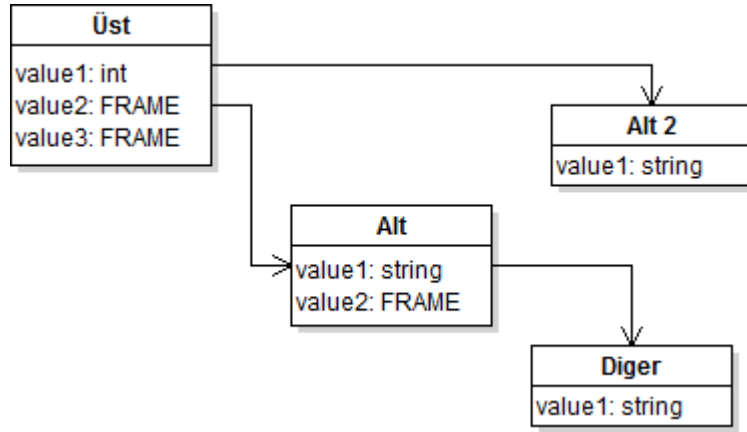 Üst
value1: int
value2: FRAME
value3: FRAME
Alt 2
value1: string
Alt
value1: string
value2: FRAME
Diger
value1: string